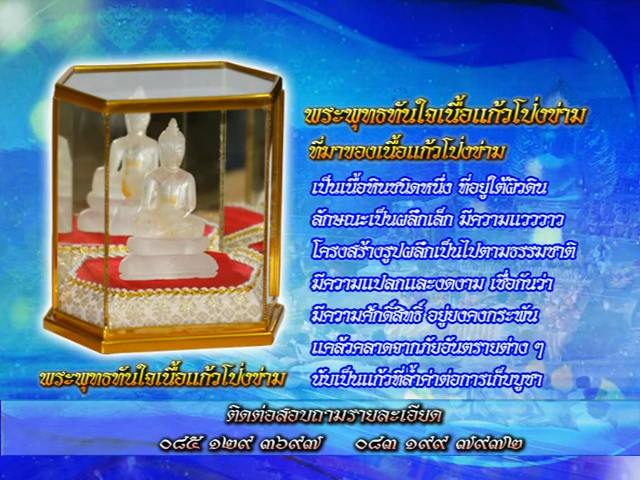 พระพุทธทันใจเนื้อแก้วโป่งข่าม
ที่มาของเนื้อแก้วโป่งข่าม
เป็นเนื้อหินชนิดหนึ่ง ที่อยู่ใต้ผิวดิน
ลักษณะเป็นผลึกเล็ก มีความแวววาว
โครงสร้างรูปผลึกเป็นไปตามธรรมชาติ
มีความแปลกและงดงาม เชื่อกันว่า
มีความศักดิ์สิทธิ์ อยู่ยงคงกระพัน
แคล้วคลาดจากภัยอันตรายต่าง ๆ
นับเป็นแก้วที่ล้ำค่าต่อการเก็บบูชา
พระพุทธทันใจเนื้อแก้วโป่งข่าม
ติดต่อสอบถามรายละเอียด
๐๘๕ ๑๒๙ ๓๖๙๗ ๐๘๓ ๑๙๙ ๗๙๗๒